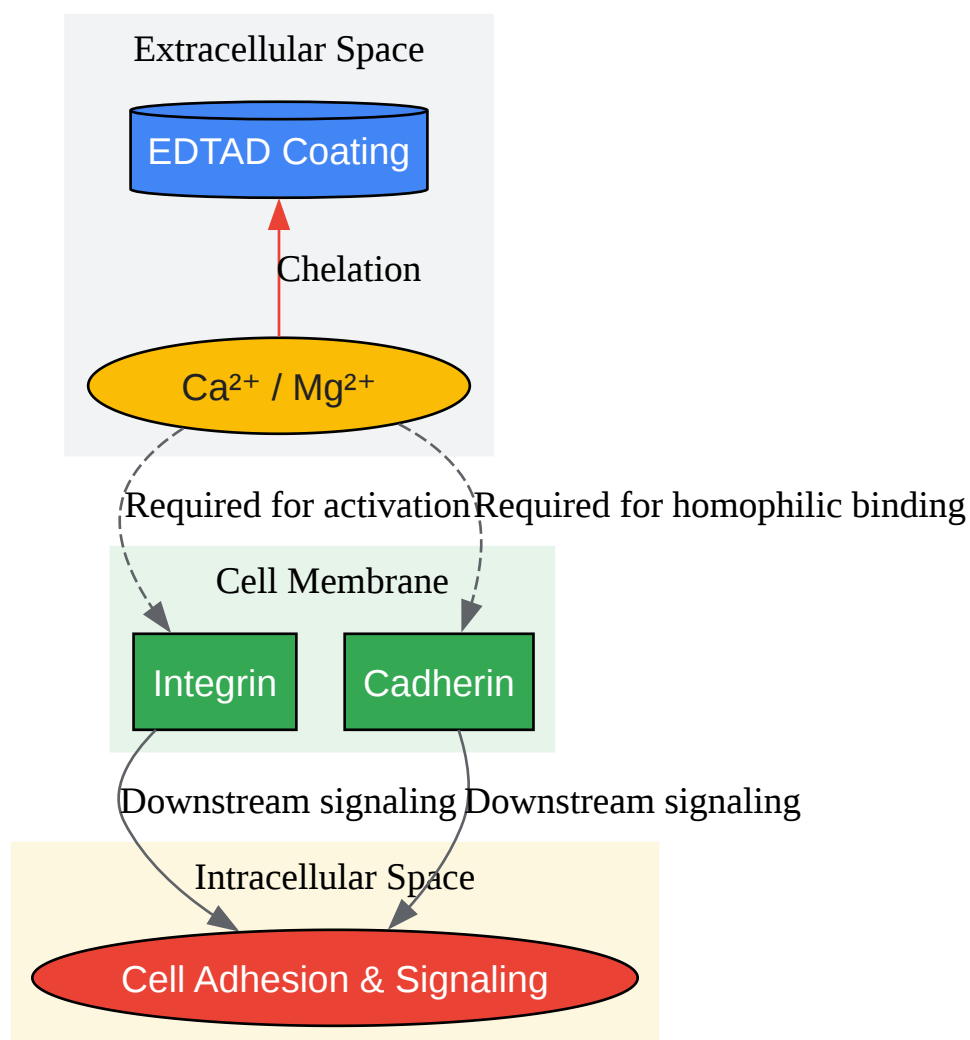 Extracellular Space
EDTAD Coating
Chelation
Ca²⁺ / Mg²⁺
Required for activation
Required for homophilic binding
Cell Membrane
Integrin
Cadherin
Downstream signaling
Downstream signaling
Intracellular Space
Cell Adhesion & Signaling